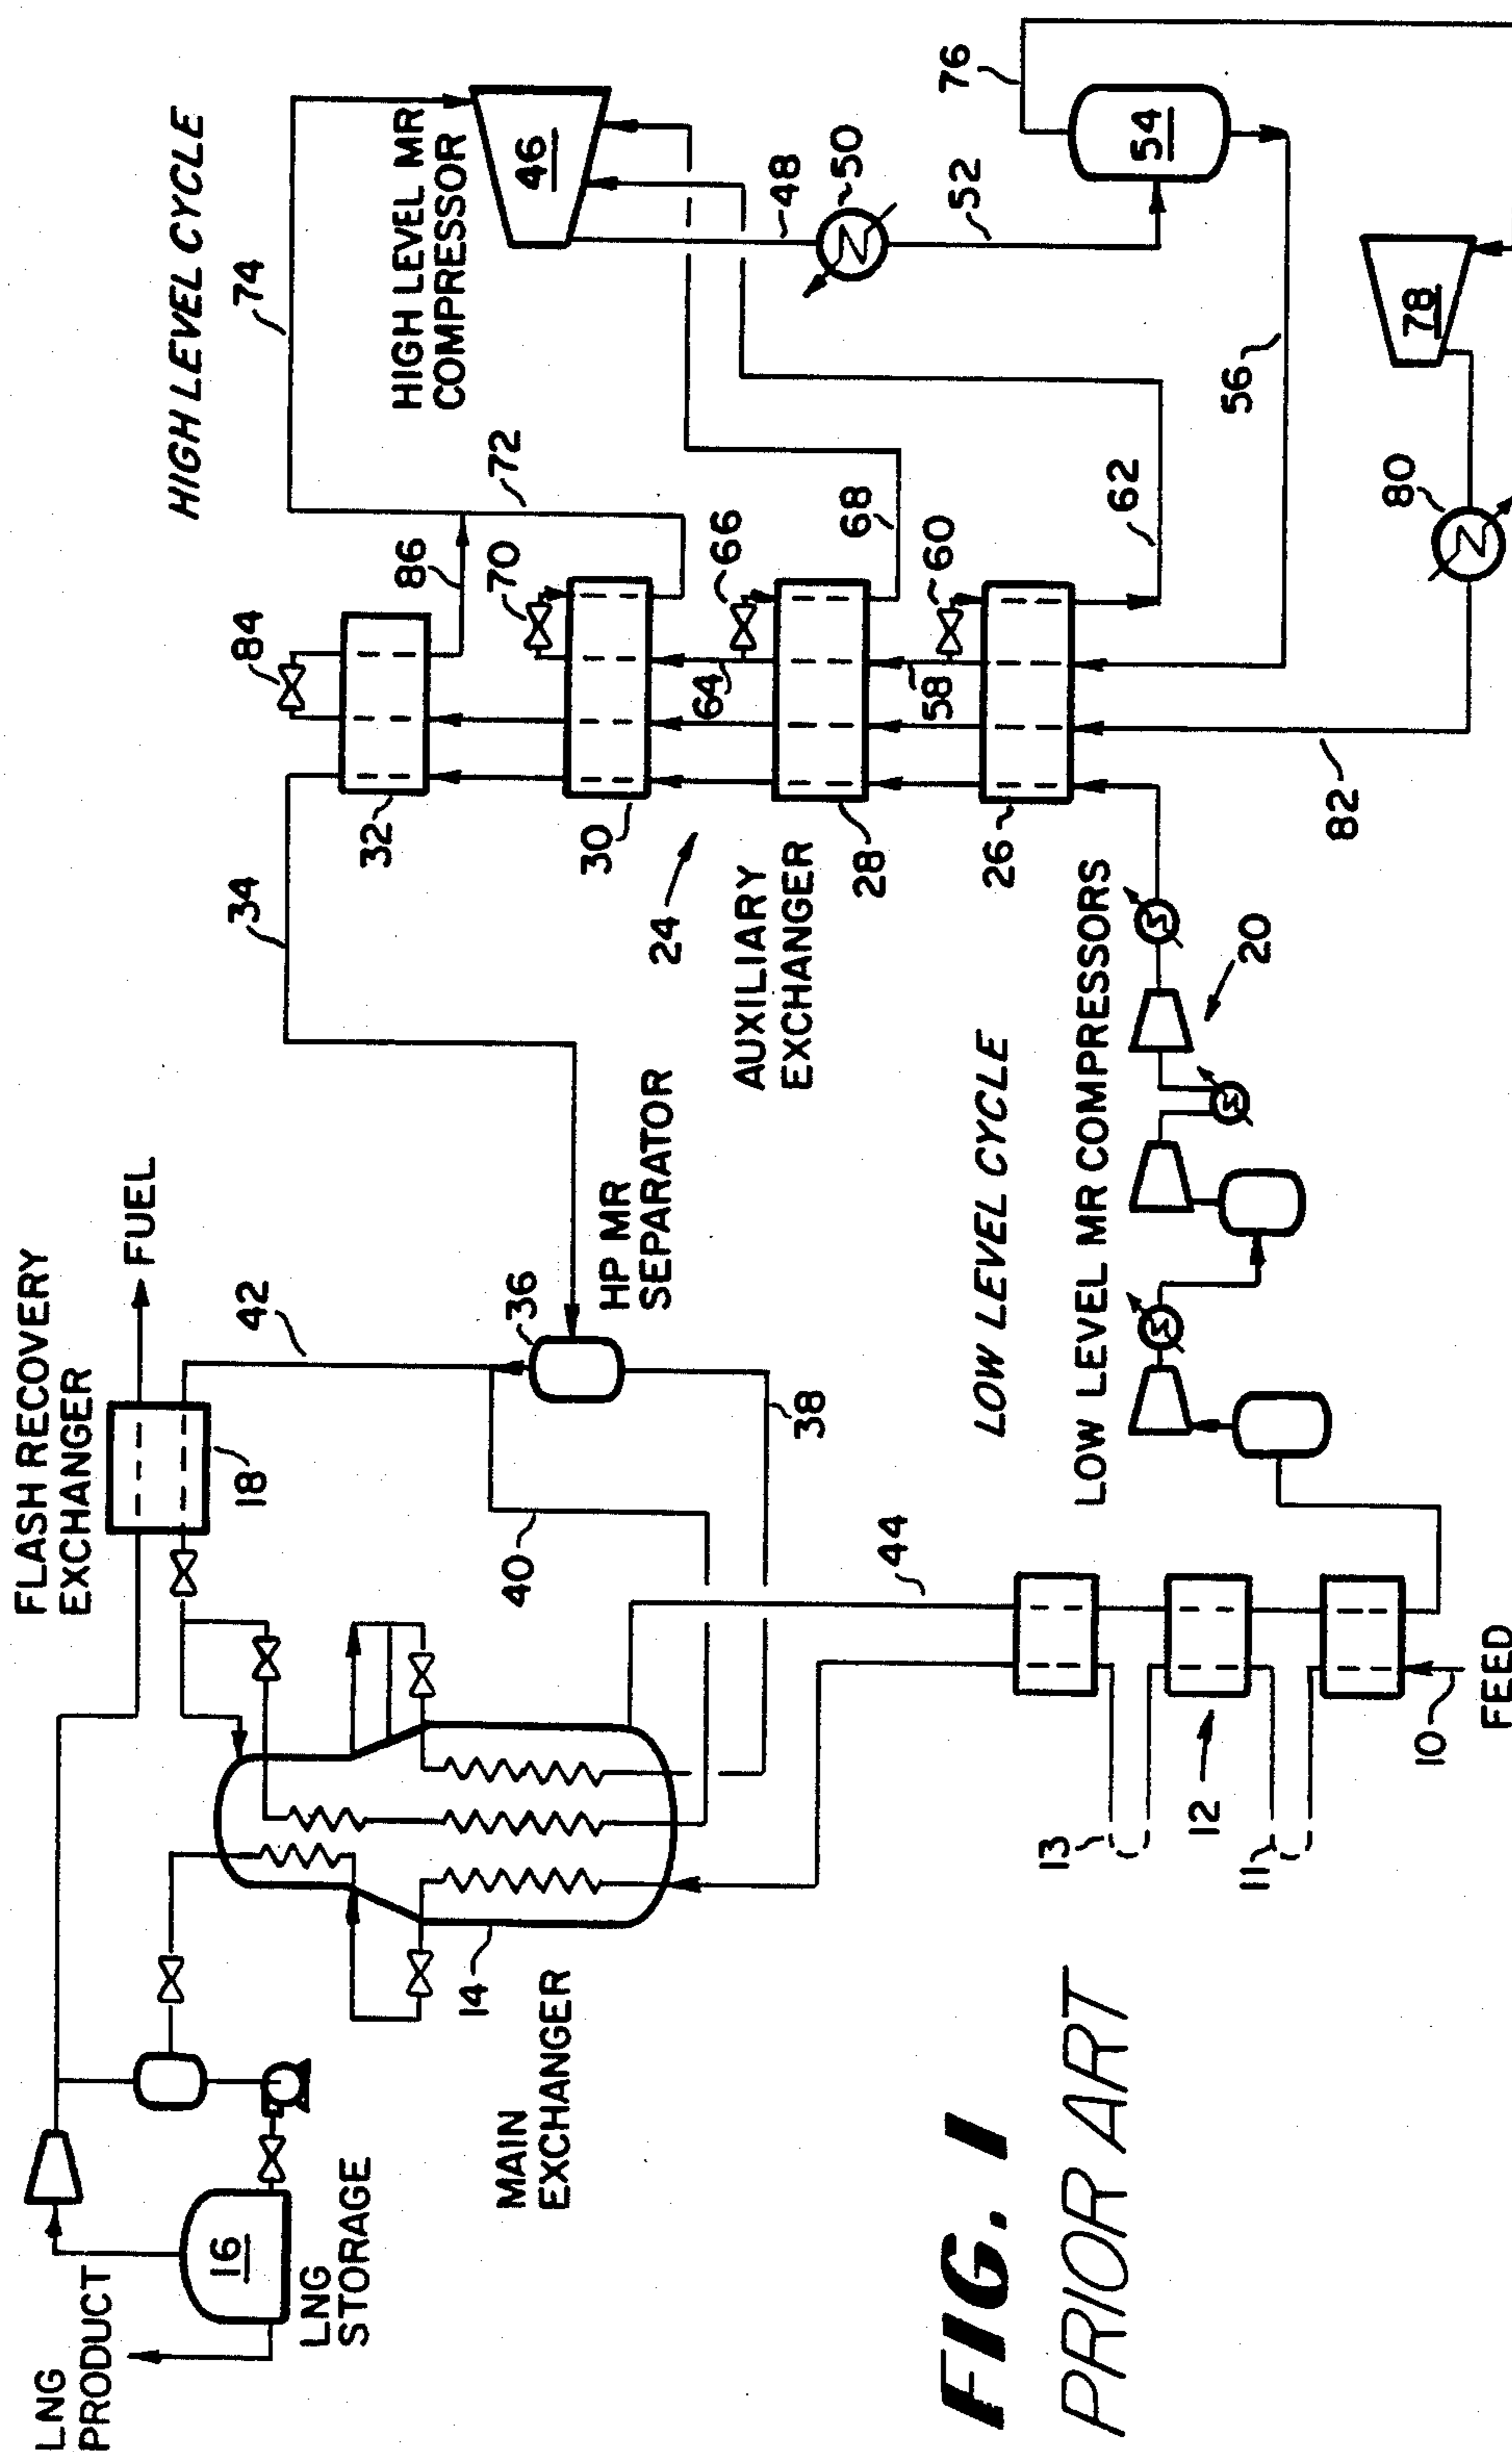 HIGH LEVEL CYCLE
HIGH LEVEL MR
COMPRESSOR
46
74
72
86
84
70
66
68
60
62
64
58
48
50
52
54
76
56
78
80
82
32
30
28
26
34
24
AUXILIARY
EXCHANGER
FLASH RECOVERY
EXCHANGER
FUEL
42
18
36
HP MR
SEPARATOR
38
40
44
LOW LEVEL CYCLE
LOW LEVEL MR COMPRESSORS
20
LNG
PRODUCT
16
LNG
STORAGE
MAIN
EXCHANGER
14
13
12
11
10
FEED
FIG. 1
PRIOR ART